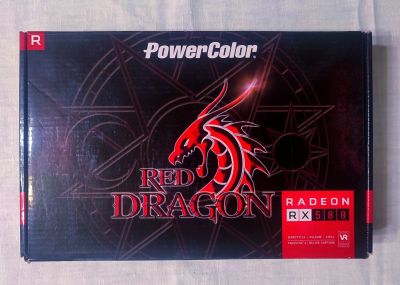 R
PowerColor
RED
DRAGON
RADEON
RX 580
VR